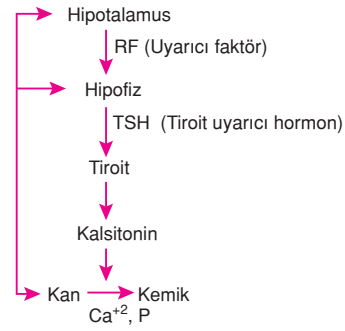 Hipotalamus
RF (Uyarıcı faktör)
Hipofiz
TSH (Tiroit uyarıcı hormon)
Tiroit
Kalsitonin
Kan Kemik
Ca+2, P